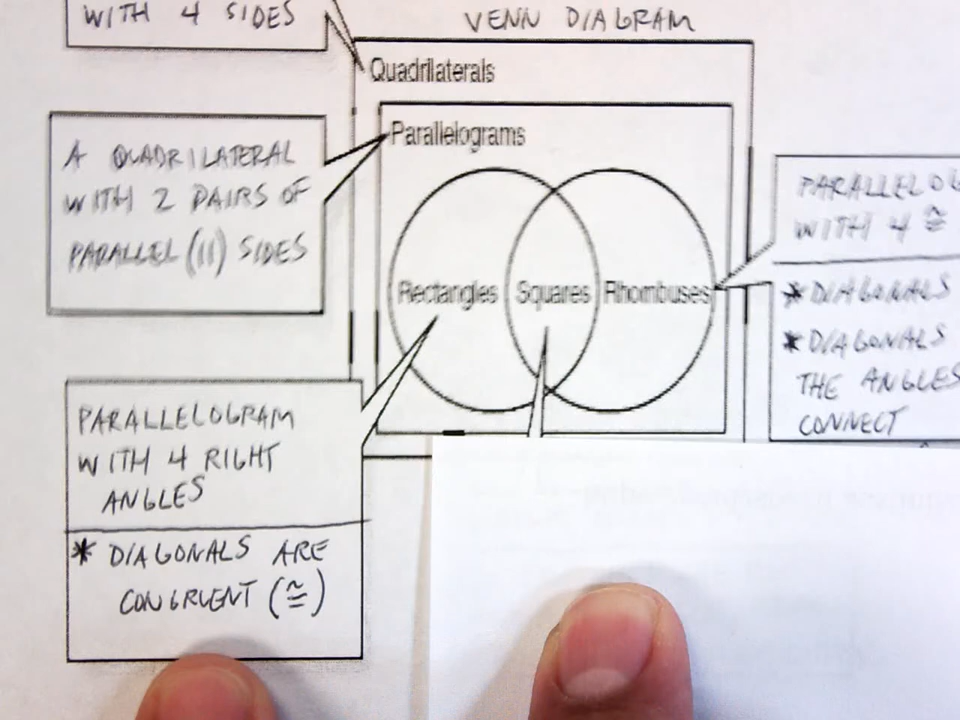 WITH 4 SIDES
VENN DIAGRAM
Quadrilaterals
Parallelograms
A QUADRILATERAL
WITH 2 PAIRS OF
PARALLEL (||) SIDES
PARALLELOG
WITH 4 ≅
Rectangles
Squares
Rhombuses
* DIAGONALS
* DIAGONALS
THE ANGLES
CONNECT
PARALLELOGRAM
WITH 4 RIGHT
ANGLES
* DIAGONALS ARE
CONGRUENT (≅)